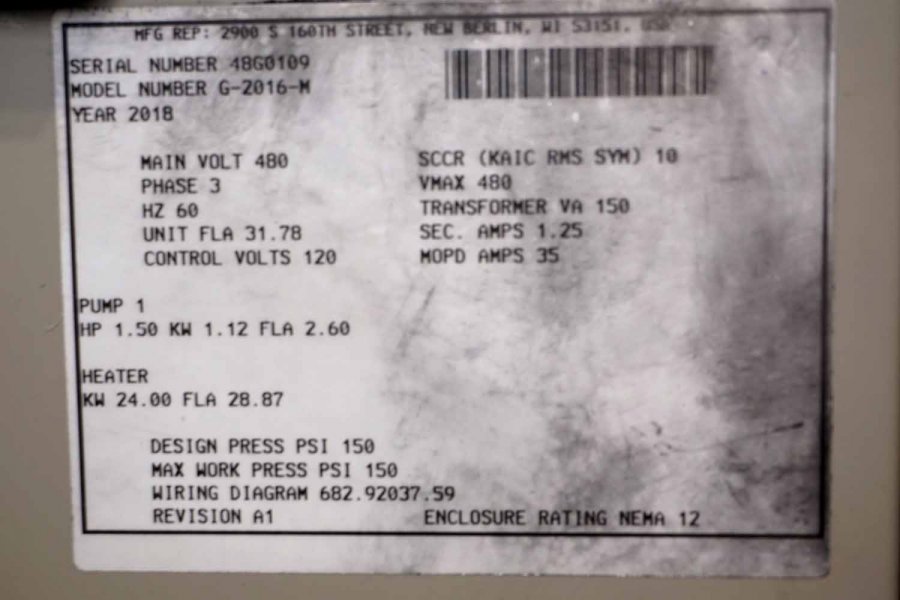 MFG REP: 2900 S 160TH STREET, NEW BERLIN, WI 53151, USA
SERIAL NUMBER 48G0109
MODEL NUMBER G-2016-M
YEAR 2018
MAIN VOLT 480
PHASE 3
HZ 60
UNIT FLA 31.78
CONTROL VOLTS 120
SCCR (KAIC RMS SYM) 10
VMAX 480
TRANSFORMER VA 150
SEC. AMPS 1.25
MOPD AMPS 35
PUMP 1
HP 1.50 KW 1.12 FLA 2.60
HEATER
KW 24.00 FLA 28.87
DESIGN PRESS PSI 150
MAX WORK PRESS PSI 150
WIRING DIAGRAM 682.92037.59
REVISION A1
ENCLOSURE RATING NEMA 12